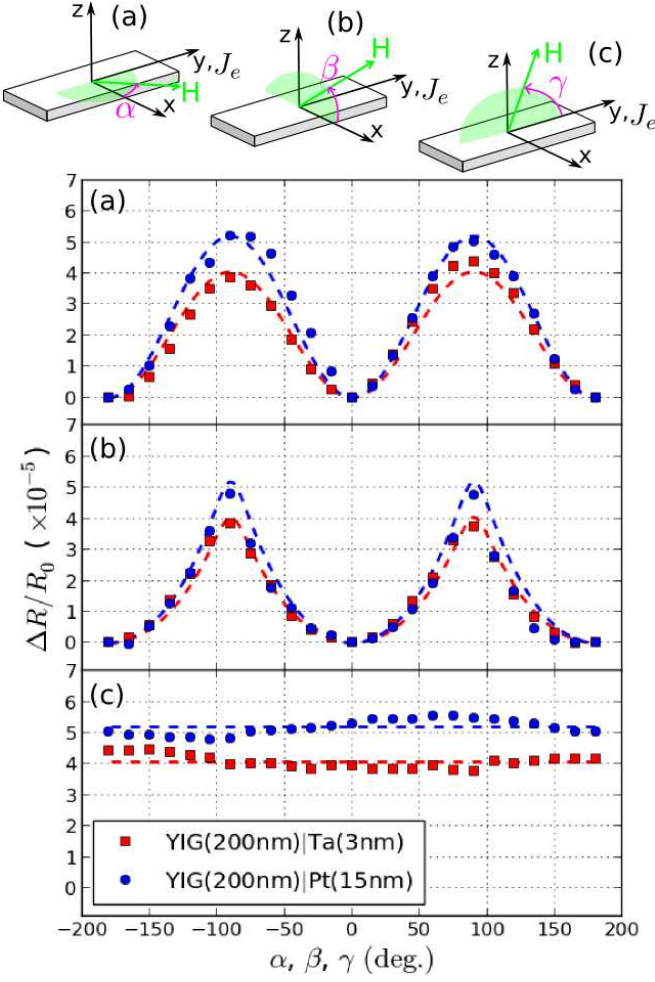 (a)
z
y, J_e
H
α
x
(b)
z
H
β
y, J_e
x
(c)
z
H
γ
y, J_e
x
ΔR/R_0 (×10^{-5})
(a)
7
6
5
4
3
2
1
0
(b)
7
6
5
4
3
2
1
0
(c)
7
6
5
4
3
2
1
0
YIG(200nm)|Ta(3nm)
YIG(200nm)|Pt(15nm)
−200 −150 −100 −50 0 50 100 150 200
α, β, γ (deg.)